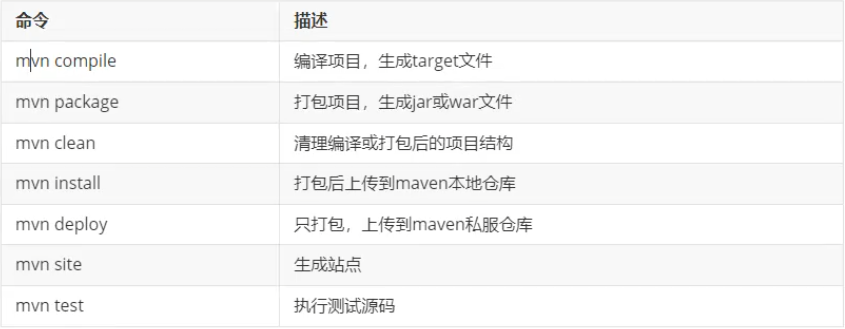 命令 描述
mvn compile 编译项目，生成target文件
mvn package 打包项目，生成jar或war文件
mvn clean 清理编译或打包后的项目结构
mvn install 打包后上传到maven本地仓库
mvn deploy 只打包，上传到maven私服仓库
mvn site 生成站点
mvn test 执行测试源码